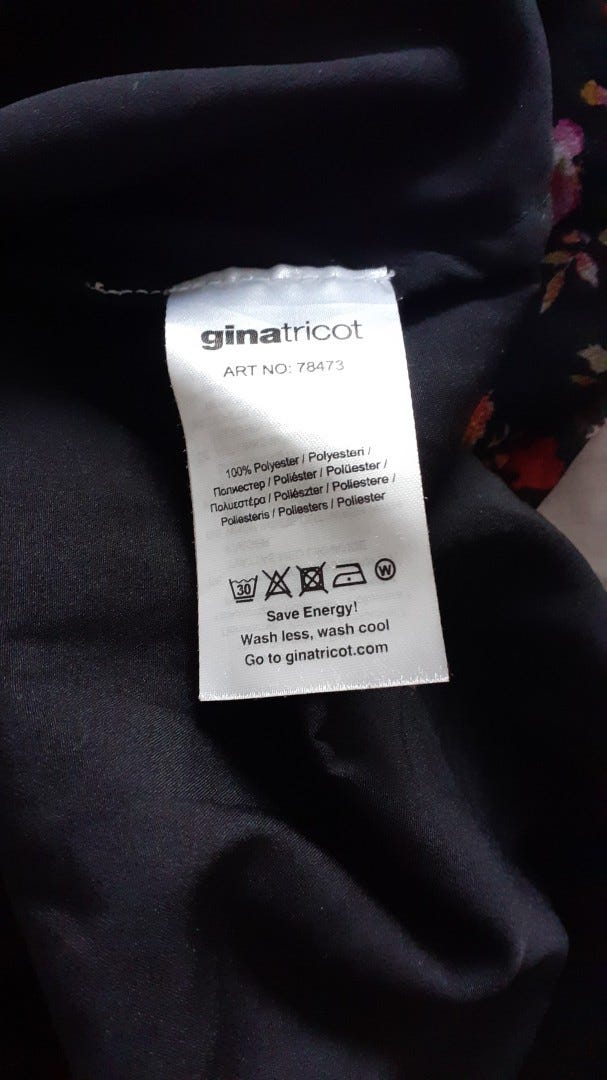 ginatricot
ART NO: 78473
100% Polyester / Polyesteri /
Полиестер / Poliéster / Polüester /
Πολυεστέρα / Poliészter / Poliestere /
Poliesteris / Poliesters / Poliester
30 W
Save Energy!
Wash less, wash cool
Go to ginatricot.com